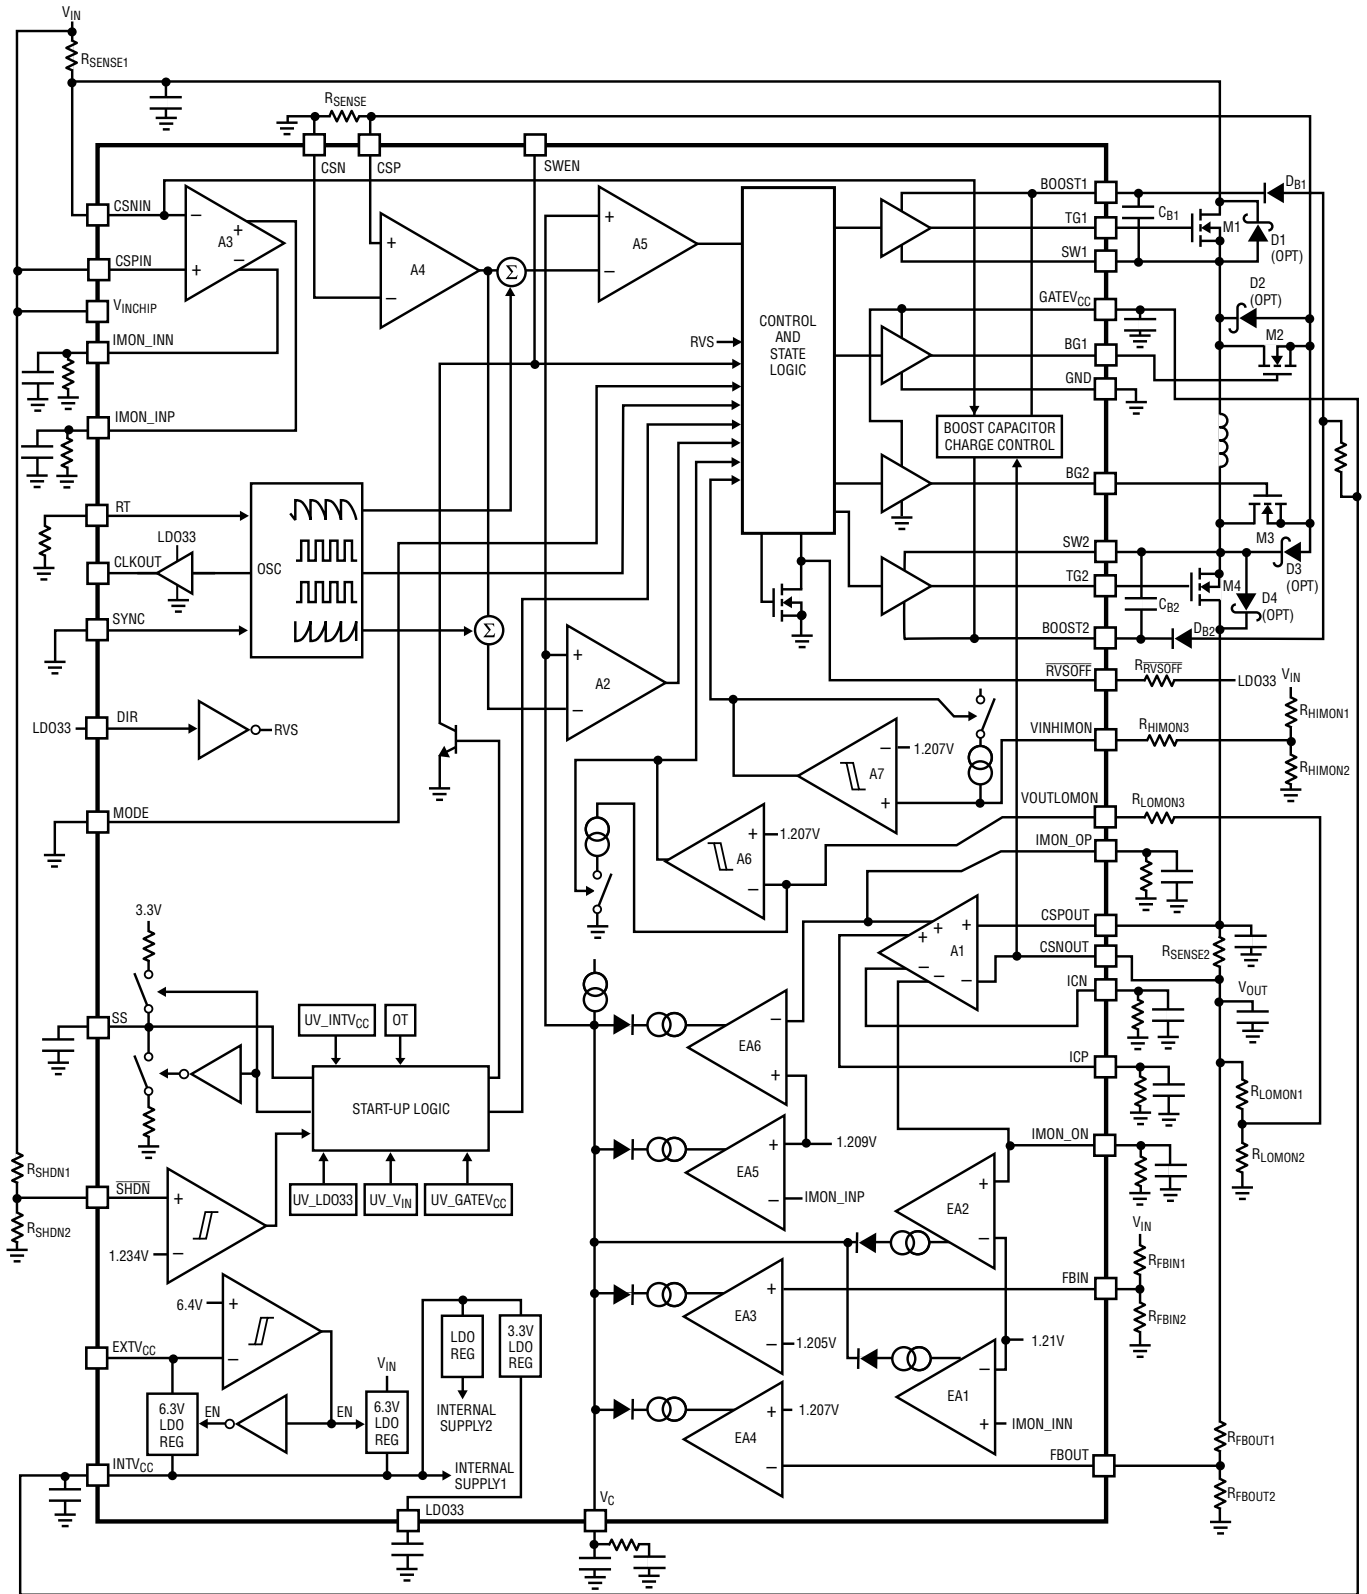 VIN
RSENSE1
RSENSE
CSN
CSP
SWEN
CSNIN
CSPIN
VINCHIP
IMON_INN
IMON_INP
RT
CLKOUT
SYNC
DIR
MODE
SS
SHDN
EXTVCC
INTVCC
LDO33
VC
BOOST1
TG1
SW1
GATEVCC
BG1
GND
BG2
SW2
TG2
BOOST2
RVSOFF
VINHIMON
VOUTLOMON
IMON_OP
CSPOUT
CSNOUT
ICN
ICP
IMON_ON
FBIN
FBOUT
A3
−
+
+
−
A4
+
−
Σ
A5
+
−
CONTROL
AND
STATE
LOGIC
RVS
BOOST CAPACITOR
CHARGE CONTROL
DB1
CB1
M1
D1
(OPT)
D2
(OPT)
M2
M3
D3
(OPT)
M4
D4
(OPT)
CB2
DB2
RRVSOFF
LDO33
VIN
RHIMON1
RHIMON2
RHIMON3
RLOMON3
RSENSE2
VOUT
RLOMON1
RLOMON2
VIN
RFBIN1
RFBIN2
RFBOUT1
RFBOUT2
LDO33
OSC
Σ
A2
+
−
LDO33
RVS
A7
−
+
1.207V
A6
+
−
1.207V
A1
+
+
+
−
−
−
3.3V
UV_INTVCC
OT
START-UP LOGIC
UV_LDO33
UV_VIN
UV_GATEVCC
RSHDN1
RSHDN2
+
−
1.234V
6.4V
+
−
6.3V
LDO
REG
EN
EN
VIN
6.3V
LDO
REG
LDO
REG
3.3V
LDO
REG
INTERNAL
SUPPLY2
INTERNAL
SUPPLY1
EA6
−
+
EA5
+
−
1.209V
IMON_INP
EA2
+
−
EA3
+
−
1.205V
1.21V
EA1
−
+
IMON_INN
EA4
+
−
1.207V